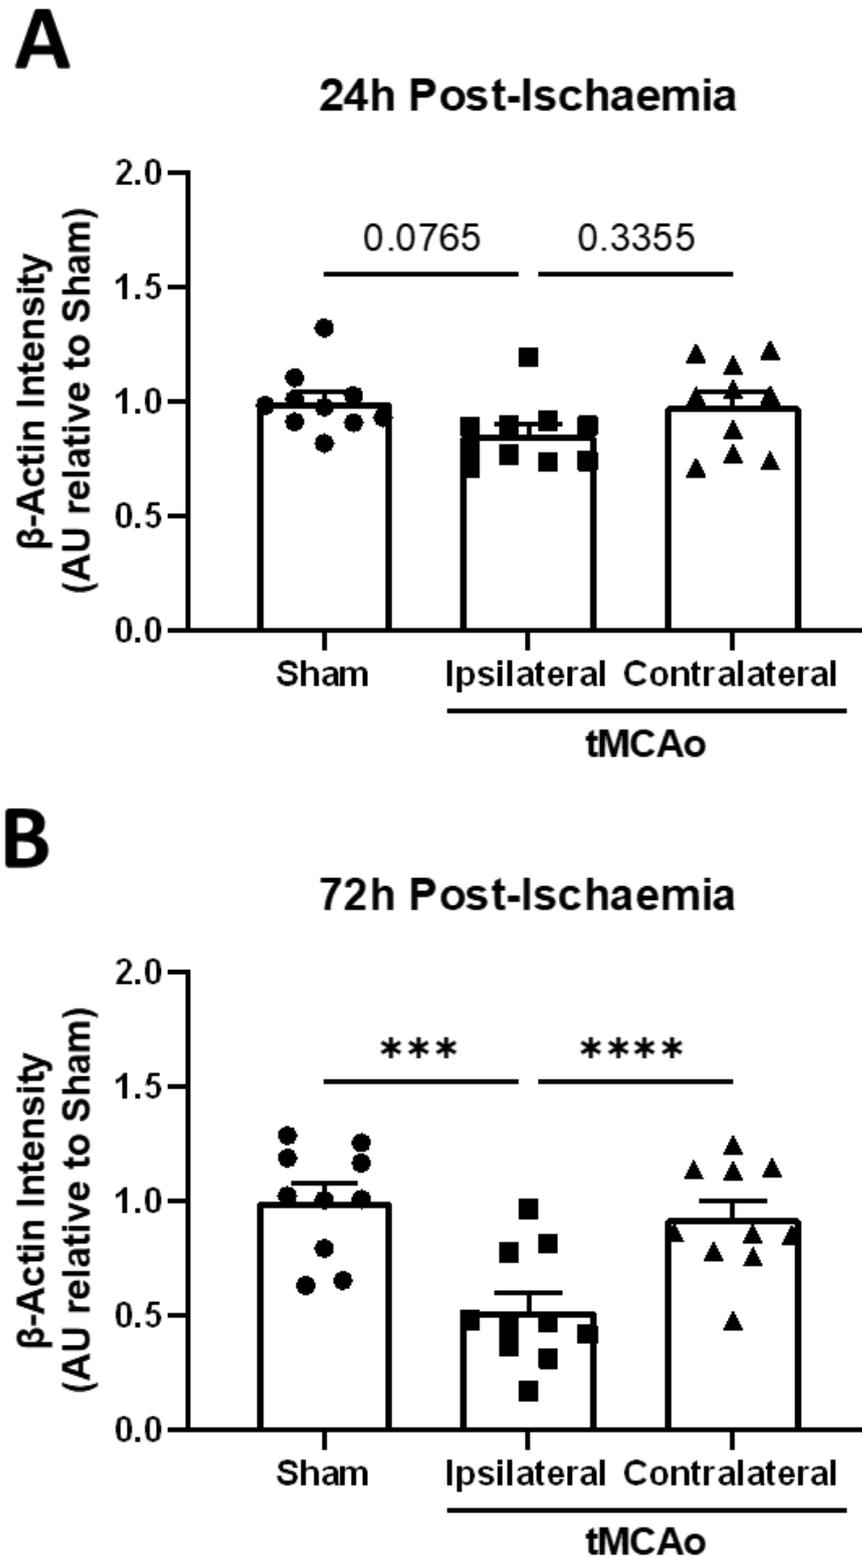 A
24h Post-Ischaemia
β-Actin Intensity
(AU relative to Sham)
2.0
1.5
1.0
0.5
0.0
0.0765 0.3355
Sham Ipsilateral Contralateral
tMCAo
B
72h Post-Ischaemia
β-Actin Intensity
(AU relative to Sham)
2.0
1.5
1.0
0.5
0.0
*** ****
Sham Ipsilateral Contralateral
tMCAo